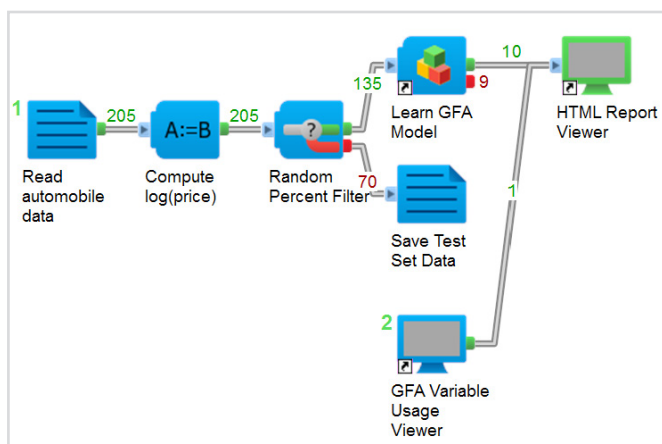 1
205
A:=B
205
?
135
10
9
Read
automobile
data
Compute
log(price)
Random
Percent Filter
Learn GFA
Model
HTML Report
Viewer
70
1
Save Test
Set Data
2
GFA Variable
Usage
Viewer